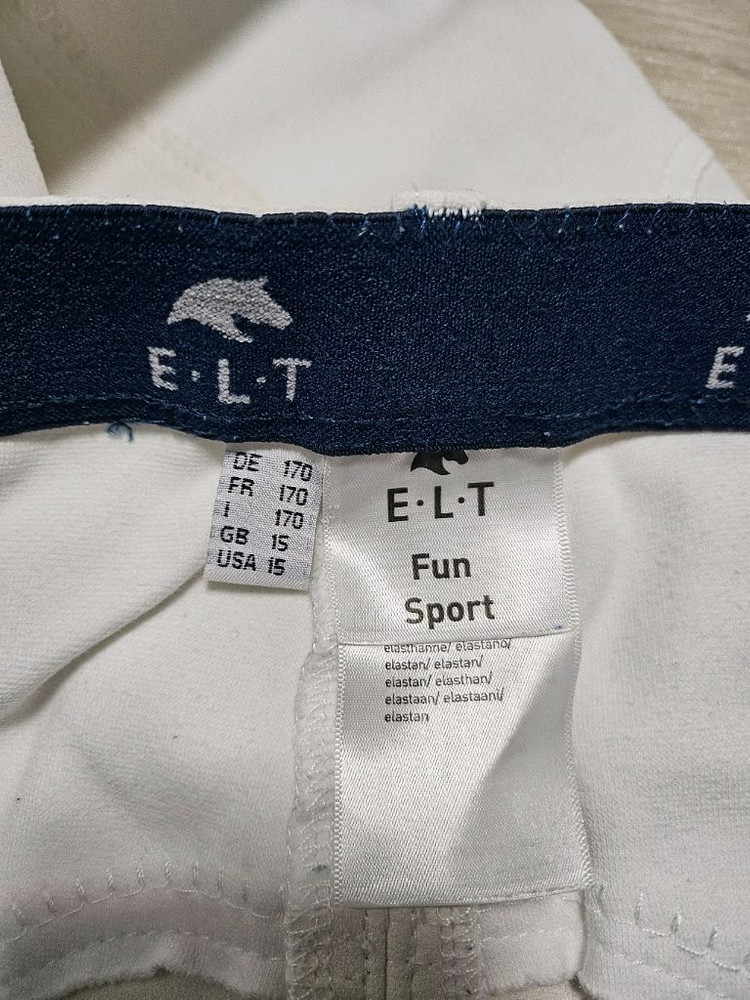 E·L·T
E
DE 170
FR 170
I 170
GB 15
USA 15
E·L·T
Fun
Sport
elasthanne/ elastano/
elastan/ elastan/
elastan/ elasthan/
elastaan/ elastaani/
elastan